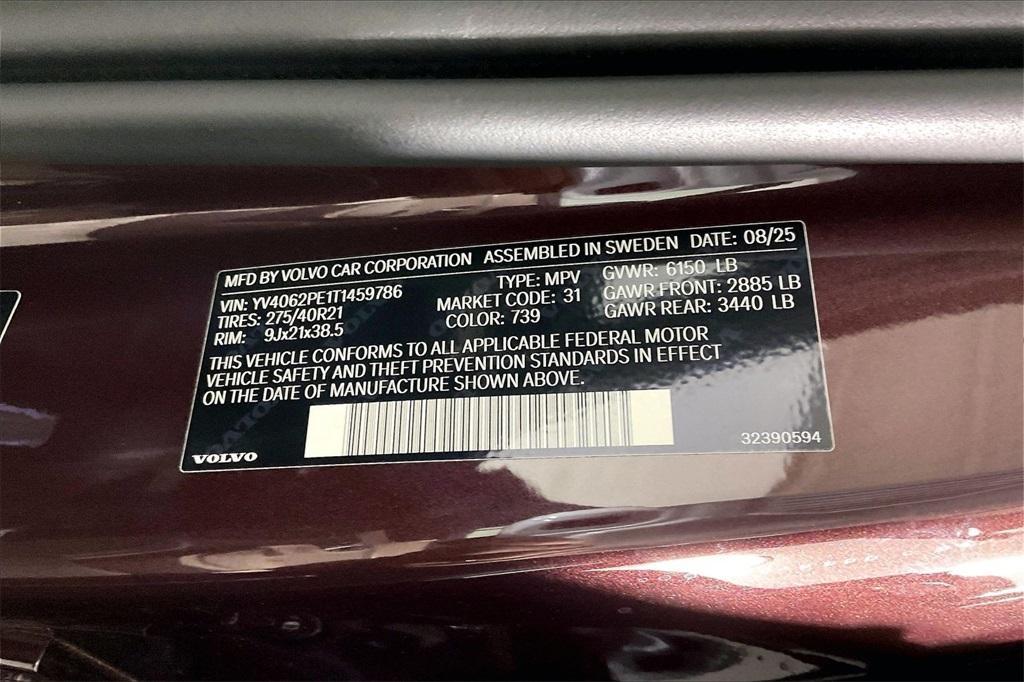 MFD BY VOLVO CAR CORPORATION ASSEMBLED IN SWEDEN DATE: 08/25
VIN: YV4062PE1T1459786 TYPE: MPV GVWR: 6150 LB
TIRES: 275/40R21 MARKET CODE: 31 GAWR FRONT: 2885 LB
RIM: 9Jx21x38.5 COLOR: 739 GAWR REAR: 3440 LB
THIS VEHICLE CONFORMS TO ALL APPLICABLE FEDERAL MOTOR
VEHICLE SAFETY AND THEFT PREVENTION STANDARDS IN EFFECT
ON THE DATE OF MANUFACTURE SHOWN ABOVE.
VOLVO 32390594